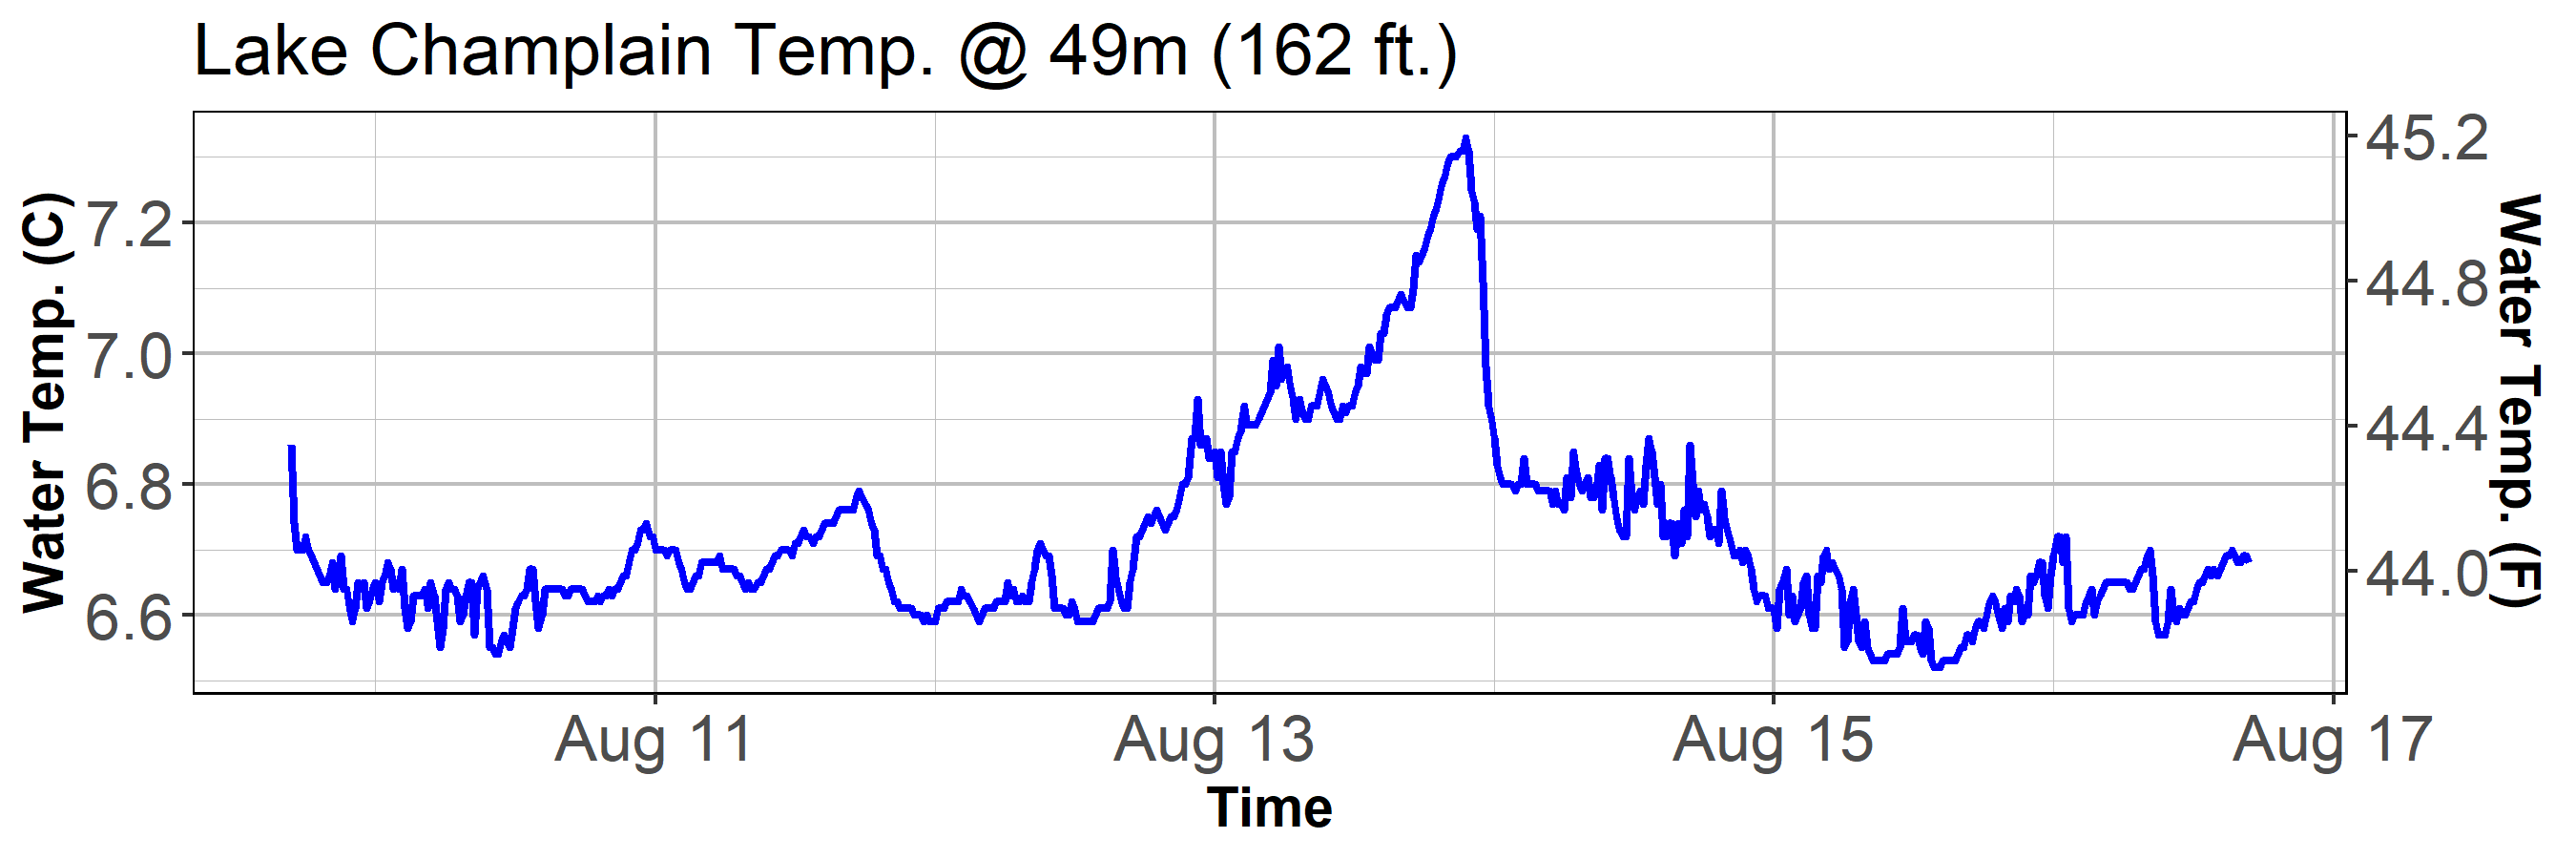 Lake Champlain Temp. @ 49m (162 ft.)
Water Temp. (C)
7.2
7.0
6.8
6.6
45.2
44.8
44.4
44.0
Water Temp. (F)
Aug 11
Aug 13
Aug 15
Aug 17
Time